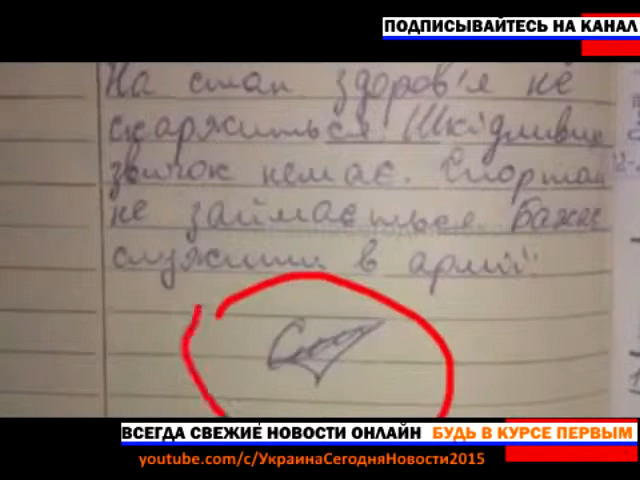 ПОДПИСЫВАЙТЕСЬ НА КАНАЛ
На стан здоров'я не
скаржиться. Шкідливих
звичок немає. Спортом
не займається. Бажає
служити в армії.
ВСЕГДА СВЕЖИЕ НОВОСТИ ОНЛАЙН БУДЬ В КУРСЕ ПЕРВЫМ
youtube.com/c/УкраинаСегодняНовости2015